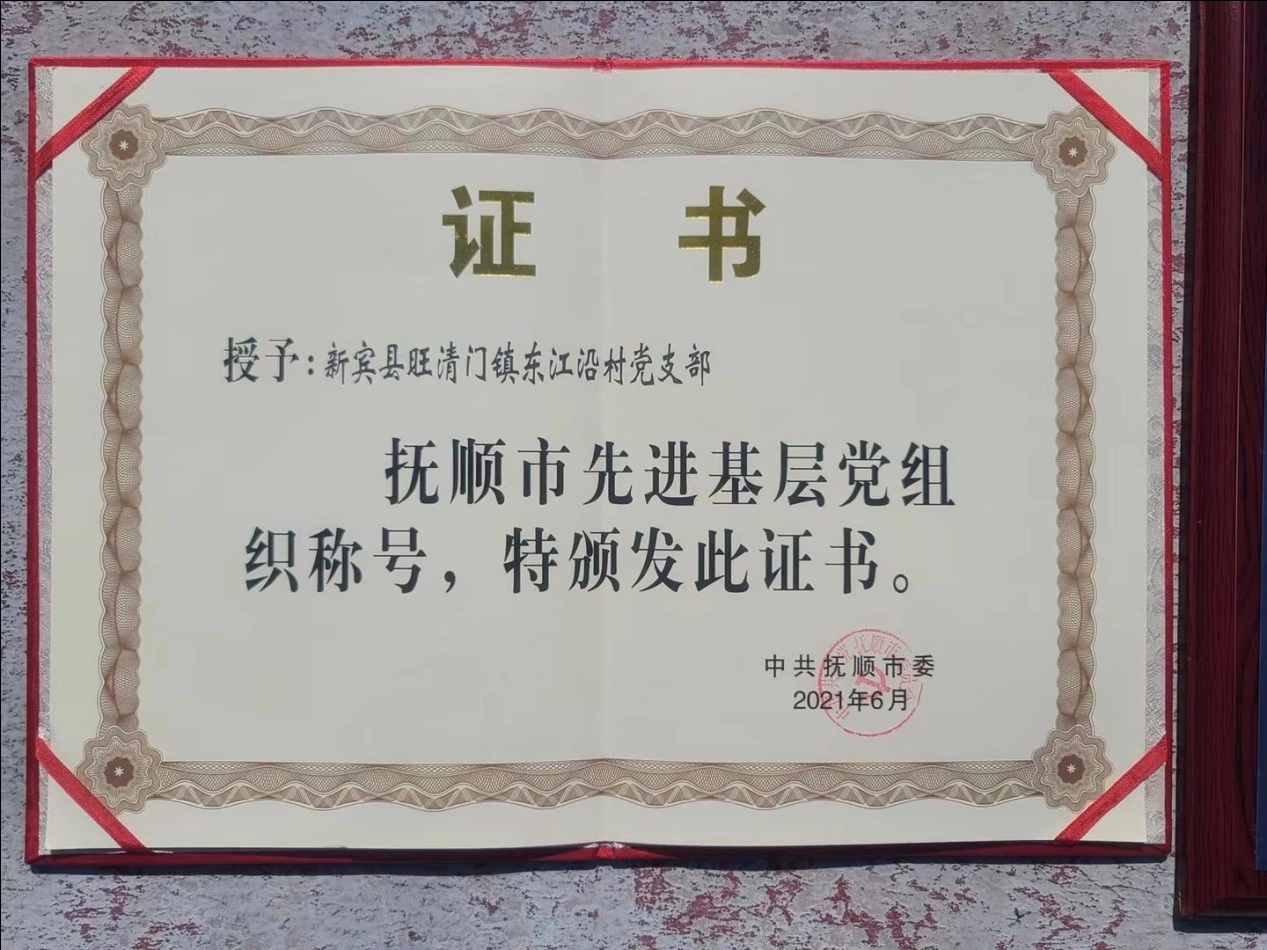 证 书
授予：新宾县旺清门镇东江沿村党支部
抚顺市先进基层党组
织称号，特颁发此证书。
中共抚顺市委
2021年6月